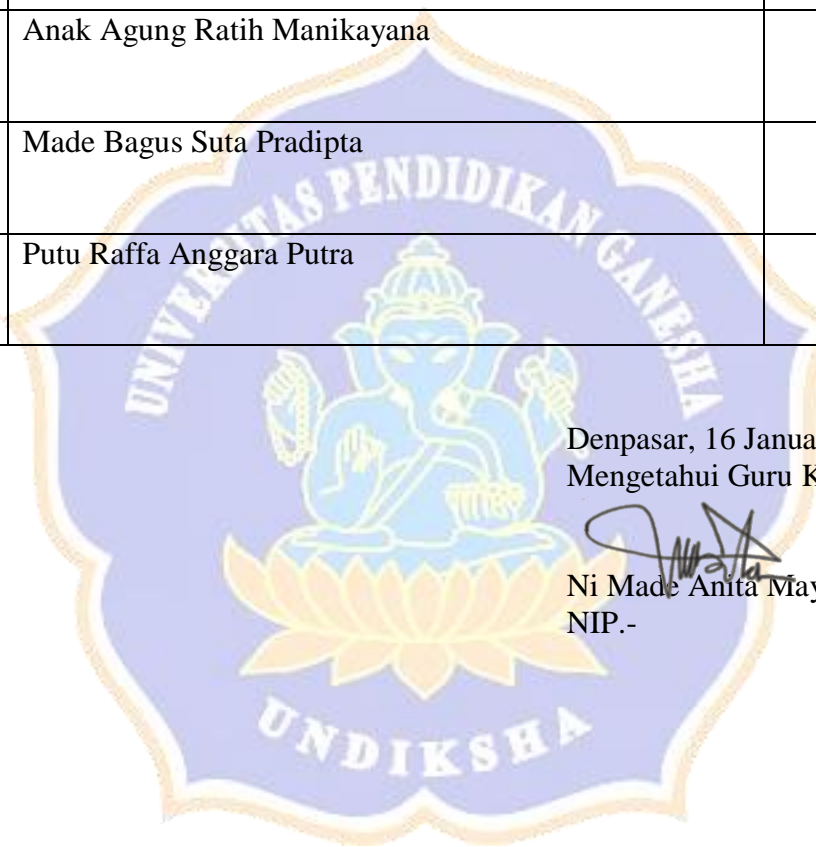 Anak Agung Ratih Manikayana
Made Bagus Suta Pradipta
Putu Raffa Anggara Putra
UNIVERSITAS PENDIDIKAN GANESHA
Denpasar, 16 Janua
Mengetahui Guru K
Ni Made Anita May
NIP.-
UNDIKSHA